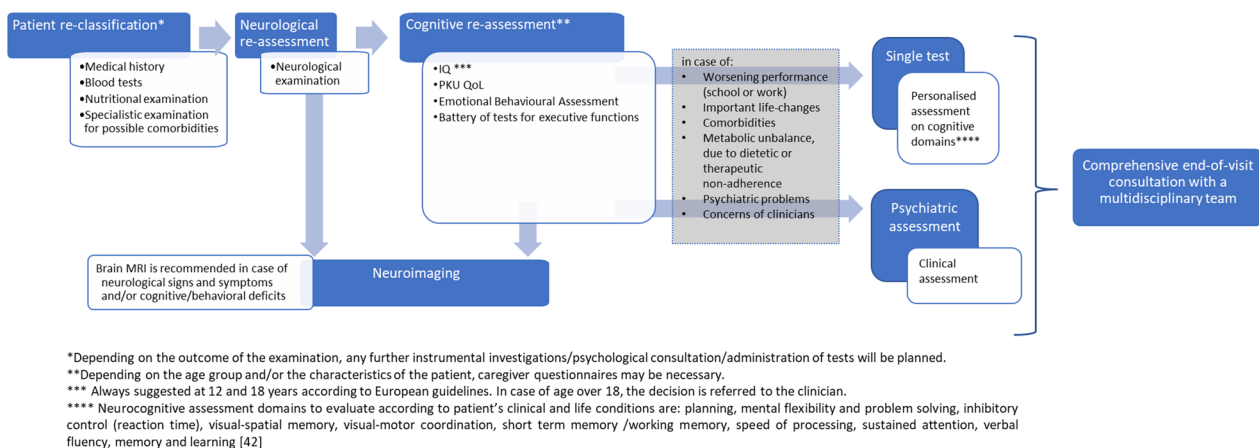 Patient re-classification*
•Medical history
•Blood tests
•Nutritional examination
•Specialistic examination
for possible comorbidities
Neurological
re-assessment
•Neurological
examination
Cognitive re-assessment**
•IQ ***
•PKU QoL
•Emotional Behavioural Assessment
•Battery of tests for executive functions
in case of:
• Worsening performance
(school or work)
• Important life-changes
• Comorbidities
• Metabolic unbalance,
due to dietetic or
therapeutic
non-adherence
• Psychiatric problems
• Concerns of clinicians
Single test
Personalised
assessment
on cognitive
domains****
Psychiatric
assessment
Clinical
assessment
Comprehensive end-of-visit
consultation with a
multidisciplinary team
Brain MRI is recommended in case of
neurological signs and symptoms
and/or cognitive/behavioral deficits
Neuroimaging
*Depending on the outcome of the examination, any further instrumental investigations/psychological consultation/administration of tests will be planned.
**Depending on the age group and/or the characteristics of the patient, caregiver questionnaires may be necessary.
*** Always suggested at 12 and 18 years according to European guidelines. In case of age over 18, the decision is referred to the clinician.
**** Neurocognitive assessment domains to evaluate according to patient's clinical and life conditions are: planning, mental flexibility and problem solving, inhibitory
control (reaction time), visual-spatial memory, visual-motor coordination, short term memory /working memory, speed of processing, sustained attention, verbal
fluency, memory and learning [42]